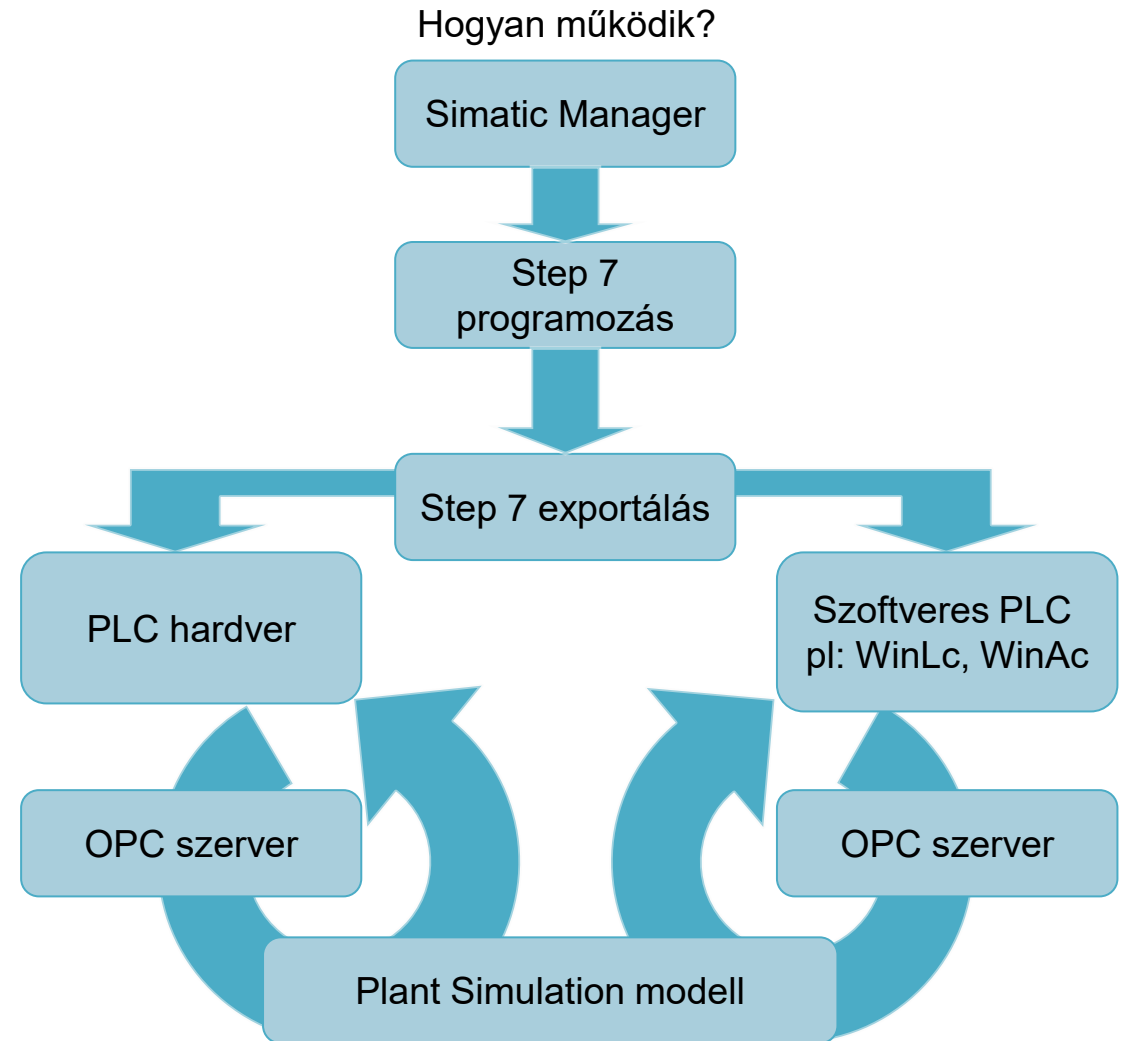 Hogyan működik?
Simatic Manager
Step 7
programozás
Step 7 exportálás
PLC hardver
Szoftveres PLC
pl: WinLc, WinAc
OPC szerver
OPC szerver
Plant Simulation modell